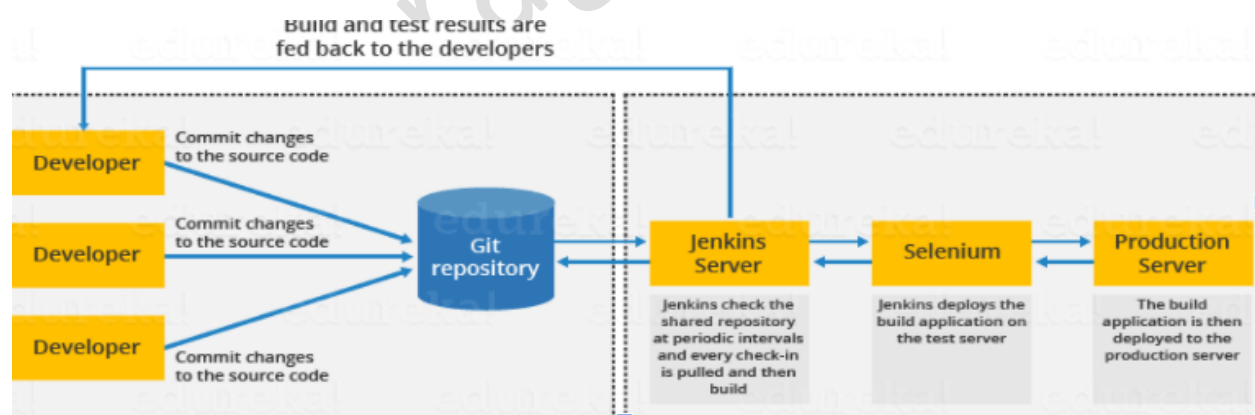 Build and test results are
fed back to the developers
Developer
Commit changes
to the source code
Developer
Commit changes
to the source code
Developer
Commit changes
to the source code
Git
repository
Jenkins
Server
Jenkins check the
shared repository
at periodic intervals
and every check-in
is pulled and then
build
Selenium
Jenkins deploys the
build application on
the test server
Production
Server
The build
application is then
deployed to the
production server
edureka!